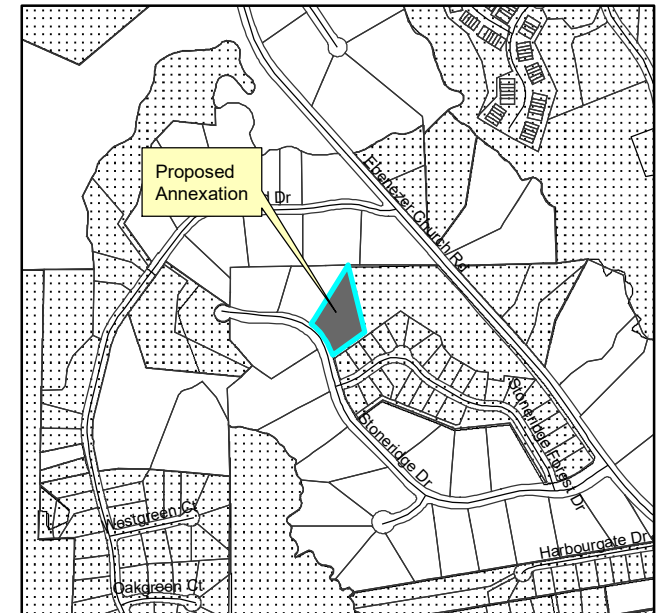 Proposed
Annexation
Dr
Ebenezer Church Rd
Stoneridge Forest Dr
Stoneridge Dr
Westgreen Ct
Harbourgate Dr
Oakgreen Ct